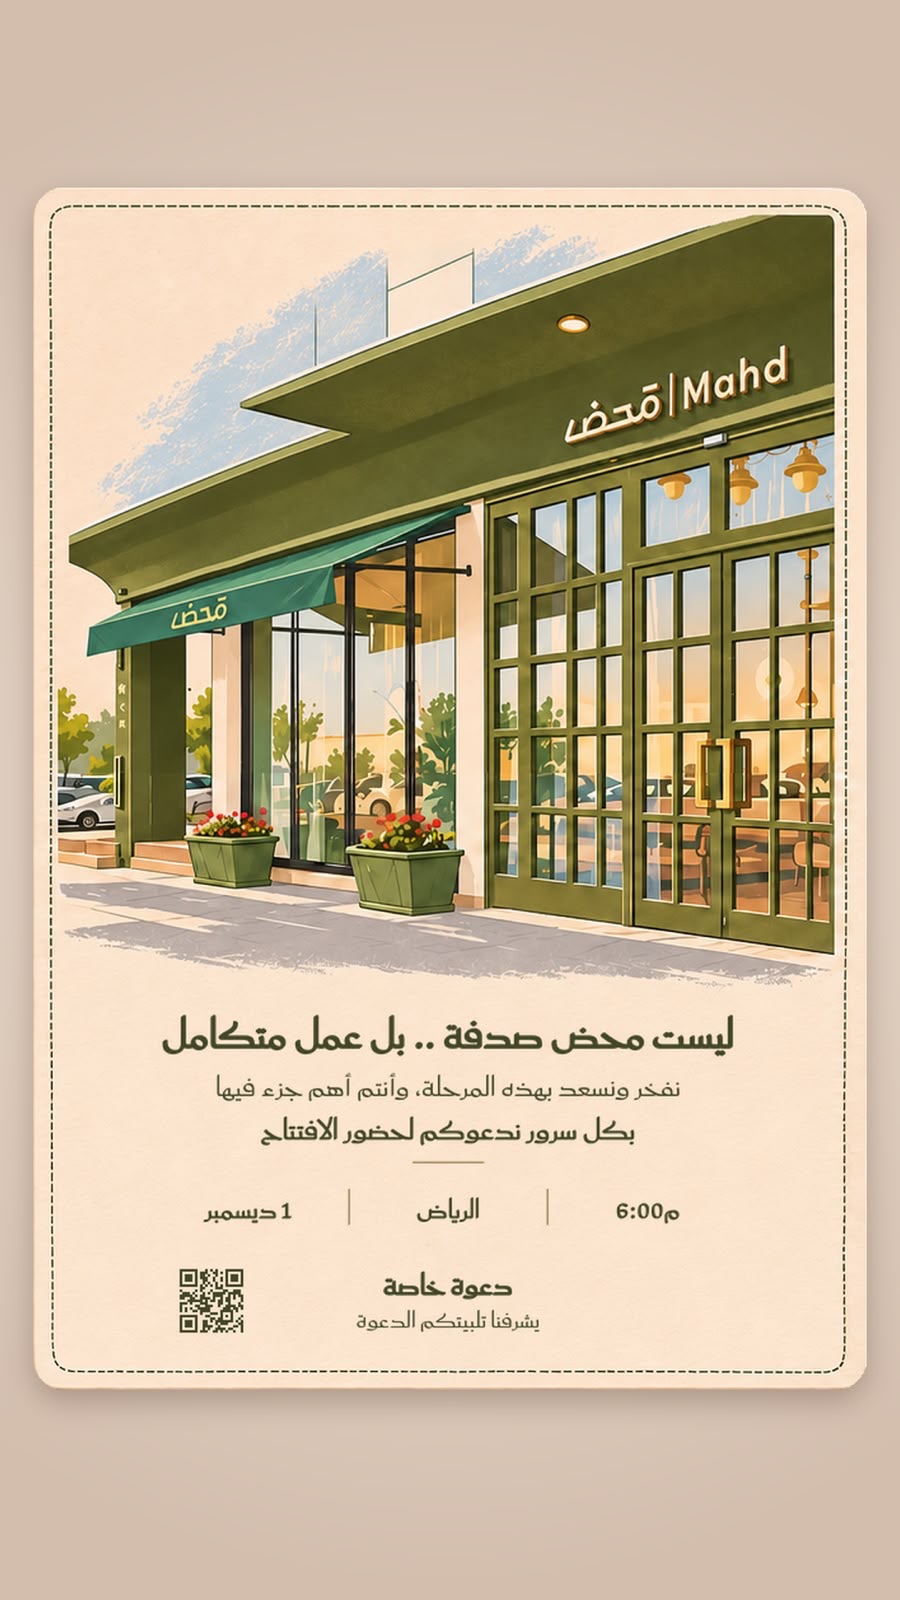 مَحض | Mahd
مَحض
ليست محض صدفة .. بل عمل متكامل
نفخر ونسعد بهذه المرحلة، وأنتم أهم جزء فيها
بكل سرور ندعوكم لحضور الافتتاح
6:00م
الرياض
1 ديسمبر
دعوة خاصة
يشرفنا تلبيتكم الدعوة